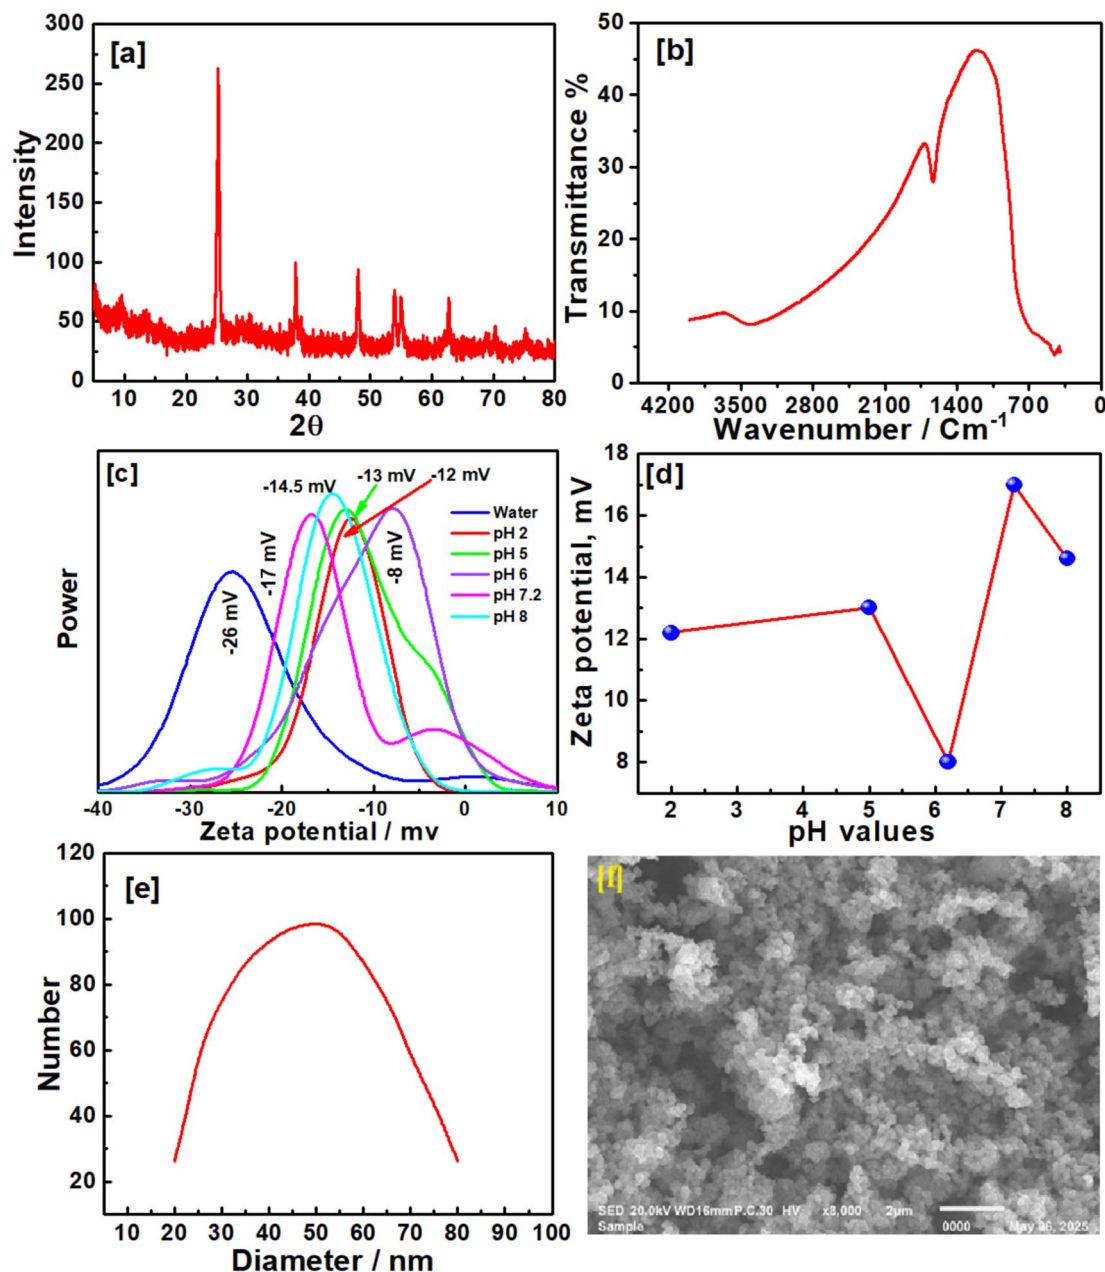 [a]
Intensity
300
250
200
150
100
50
0
10 20 30 40 50 60 70 80
2θ
[b]
Transmittance %
50
40
30
20
10
0
4200 3500 2800 2100 1400 700 0
Wavenumber / Cm-1
[c]
-14.5 mV
-13 mV
-12 mV
-17 mV
-26 mV
-8 mV
Water
pH 2
pH 5
pH 6
pH 7.2
pH 8
Power
-40 -30 -20 -10 0 10
Zeta potential / mv
[d]
Zeta potential, mV
18
16
14
12
10
8
2 3 4 5 6 7 8
pH values
[e]
Number
120
100
80
60
40
20
10 20 30 40 50 60 70 80 90 100
Diameter / nm
[f]
SED 20.0kV WD16mmP.C.30 HV x8,000 2µm
Sample 0000 May 06, 2025